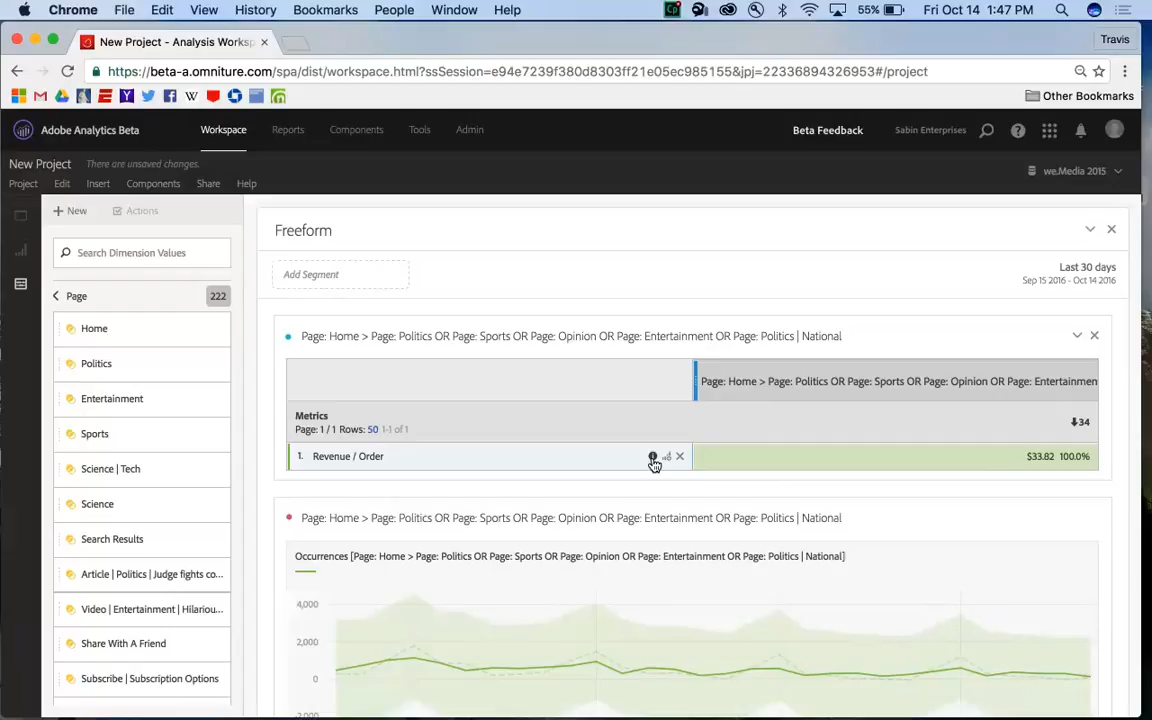 Chrome File Edit View History Bookmarks People Window Help 55% Fri Oct 14 1:47 PM
New Project - Analysis Worksp Travis
https://beta-a.omniture.com/spa/dist/workspace.html?ssSession=e94e7239f380d8303ff21e05ec985155&jpj=22336894326953#/project
Other Bookmarks
Adobe Analytics Beta Workspace Reports Components Tools Admin Beta Feedback Sabin Enterprises
New Project There are unsaved changes.
we.Media 2015
Project Edit Insert Components Share Help
New Actions
Freeform
Search Dimension Values
Add Segment
Last 30 days
Sep 15 2016 - Oct 14 2016
Page 222
Home
Politics
Entertainment
Sports
Science | Tech
Science
Search Results
Article | Politics | Judge fights co...
Video | Entertainment | Hilariou...
Share With A Friend
Subscribe | Subscription Options
Page: Home > Page: Politics OR Page: Sports OR Page: Opinion OR Page: Entertainment OR Page: Politics | National
Page: Home > Page: Politics OR Page: Sports OR Page: Opinion OR Page: Entertainmen
Metrics
Page: 1 / 1 Rows: 50 1-1 of 1
34
1. Revenue / Order $33.82 100.0%
Page: Home > Page: Politics OR Page: Sports OR Page: Opinion OR Page: Entertainment OR Page: Politics | National
Occurrences [Page: Home > Page: Politics OR Page: Sports OR Page: Opinion OR Page: Entertainment OR Page: Politics | National]
4,000
2,000
0
-2,000